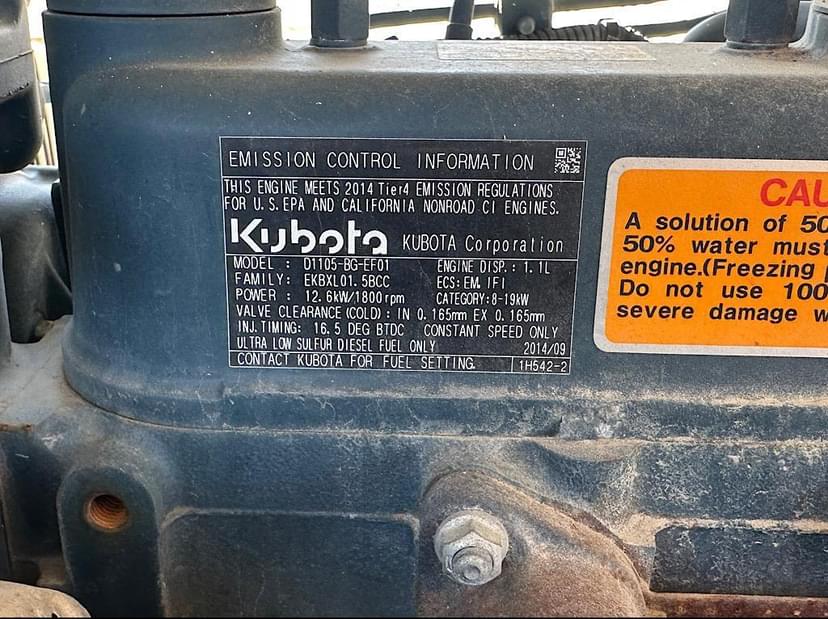 EMISSION CONTROL INFORMATION
THIS ENGINE MEETS 2014 Tier4 EMISSION REGULATIONS
FOR U.S. EPA AND CALIFORNIA NONROAD CI ENGINES.
Kubota KUBOTA Corporation
MODEL : D1105-BG-EF01 ENGINE DISP.: 1.1L
FAMILY: EKBXL01.5BCC ECS: EM, IFI
POWER : 12.6kW/1800rpm CATEGORY: 8-19kW
VALVE CLEARANCE (COLD) : IN 0.165mm EX 0.165mm
INJ. TIMING: 16.5 DEG BTDC CONSTANT SPEED ONLY
ULTRA LOW SULFUR DIESEL FUEL ONLY 2014/09
CONTACT KUBOTA FOR FUEL SETTING. 1H542-2
CAU
A solution of 50
50% water must
engine.(Freezing
Do not use 100
severe damage w